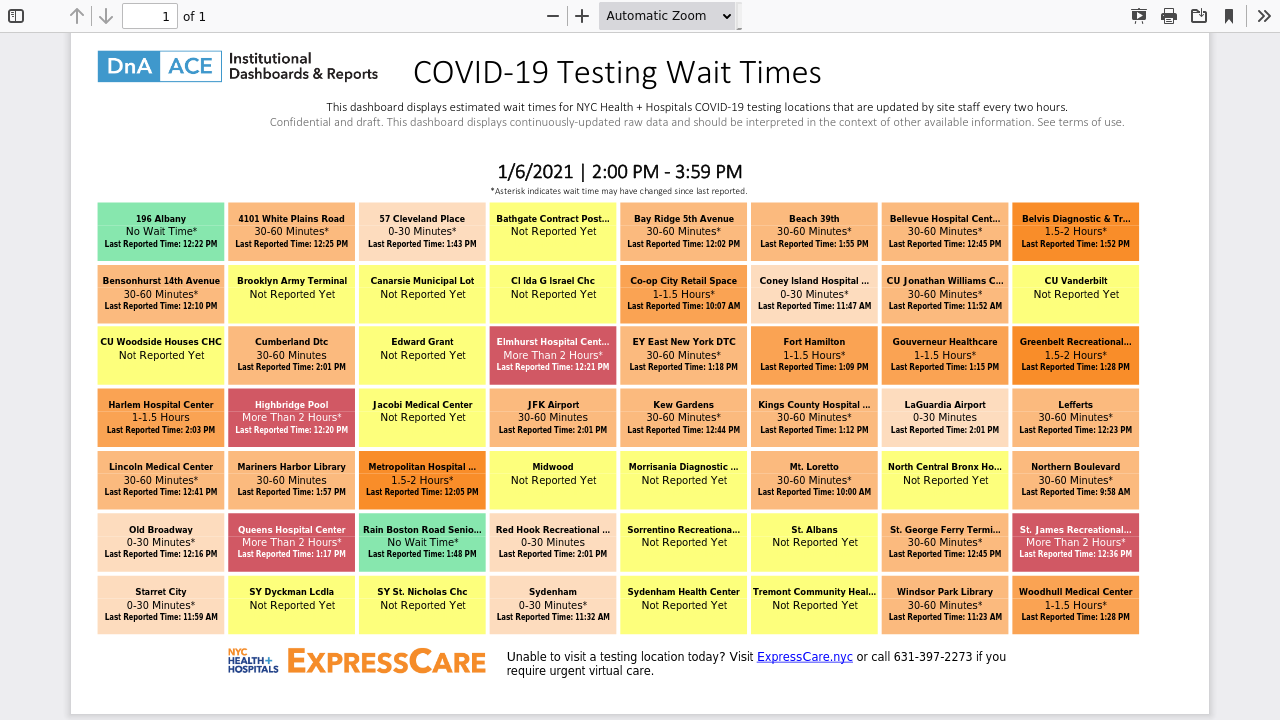 1
of 1
Automatic Zoom
DnA ACE
Institutional
Dashboards & Reports
COVID-19 Testing Wait Times
This dashboard displays estimated wait times for NYC Health + Hospitals COVID-19 testing locations that are updated by site staff every two hours.
Confidential and draft. This dashboard displays continuously-updated raw data and should be interpreted in the context of other available information. See terms of use.
1/6/2021 | 2:00 PM - 3:59 PM
*Asterisk indicates wait time may have changed since last reported.
196 Albany
No Wait Time*
Last Reported Time: 12:22 PM
4101 White Plains Road
30-60 Minutes*
Last Reported Time: 12:25 PM
57 Cleveland Place
0-30 Minutes*
Last Reported Time: 1:43 PM
Bathgate Contract Post...
Not Reported Yet
Bay Ridge 5th Avenue
30-60 Minutes*
Last Reported Time: 12:02 PM
Beach 39th
30-60 Minutes*
Last Reported Time: 1:55 PM
Bellevue Hospital Cent...
30-60 Minutes*
Last Reported Time: 12:45 PM
Belvis Diagnostic & Tr...
1.5-2 Hours*
Last Reported Time: 1:52 PM
Bensonhurst 14th Avenue
30-60 Minutes*
Last Reported Time: 12:10 PM
Brooklyn Army Terminal
Not Reported Yet
Canarsie Municipal Lot
Not Reported Yet
CI Ida G Israel Chc
Not Reported Yet
Co-op City Retail Space
1-1.5 Hours*
Last Reported Time: 10:07 AM
Coney Island Hospital ...
0-30 Minutes*
Last Reported Time: 11:47 AM
CU Jonathan Williams C...
30-60 Minutes*
Last Reported Time: 11:52 AM
CU Vanderbilt
Not Reported Yet
CU Woodside Houses CHC
Not Reported Yet
Cumberland Dtc
30-60 Minutes
Last Reported Time: 2:01 PM
Edward Grant
Not Reported Yet
Elmhurst Hospital Cent...
More Than 2 Hours*
Last Reported Time: 12:21 PM
EY East New York DTC
30-60 Minutes*
Last Reported Time: 1:18 PM
Fort Hamilton
1-1.5 Hours*
Last Reported Time: 1:09 PM
Gouverneur Healthcare
1-1.5 Hours*
Last Reported Time: 1:15 PM
Greenbelt Recreational...
1.5-2 Hours*
Last Reported Time: 1:28 PM
Harlem Hospital Center
1-1.5 Hours
Last Reported Time: 2:03 PM
Highbridge Pool
More Than 2 Hours*
Last Reported Time: 12:20 PM
Jacobi Medical Center
Not Reported Yet
JFK Airport
30-60 Minutes
Last Reported Time: 2:01 PM
Kew Gardens
30-60 Minutes*
Last Reported Time: 12:44 PM
Kings County Hospital ...
30-60 Minutes*
Last Reported Time: 1:12 PM
LaGuardia Airport
0-30 Minutes
Last Reported Time: 2:01 PM
Lefferts
30-60 Minutes*
Last Reported Time: 12:23 PM
Lincoln Medical Center
30-60 Minutes*
Last Reported Time: 12:41 PM
Mariners Harbor Library
30-60 Minutes
Last Reported Time: 1:57 PM
Metropolitan Hospital ...
1.5-2 Hours*
Last Reported Time: 12:05 PM
Midwood
Not Reported Yet
Morrisania Diagnostic ...
Not Reported Yet
Mt. Loretto
30-60 Minutes*
Last Reported Time: 10:00 AM
North Central Bronx Ho...
Not Reported Yet
Northern Boulevard
30-60 Minutes*
Last Reported Time: 9:58 AM
Old Broadway
0-30 Minutes*
Last Reported Time: 12:16 PM
Queens Hospital Center
More Than 2 Hours*
Last Reported Time: 1:17 PM
Rain Boston Road Senio...
No Wait Time*
Last Reported Time: 1:48 PM
Red Hook Recreational ...
0-30 Minutes
Last Reported Time: 2:01 PM
Sorrentino Recreationa...
Not Reported Yet
St. Albans
Not Reported Yet
St. George Ferry Termi...
30-60 Minutes*
Last Reported Time: 12:45 PM
St. James Recreational...
More Than 2 Hours*
Last Reported Time: 12:36 PM
Starret City
0-30 Minutes*
Last Reported Time: 11:59 AM
SY Dyckman Lcdla
Not Reported Yet
SY St. Nicholas Chc
Not Reported Yet
Sydenham
0-30 Minutes*
Last Reported Time: 11:32 AM
Sydenham Health Center
Not Reported Yet
Tremont Community Heal...
Not Reported Yet
Windsor Park Library
30-60 Minutes*
Last Reported Time: 11:23 AM
Woodhull Medical Center
1-1.5 Hours*
Last Reported Time: 1:28 PM
NYC
HEALTH+
HOSPITALS
EXPRESSCARE
Unable to visit a testing location today? Visit ExpressCare.nyc or call 631-397-2273 if you
require urgent virtual care.